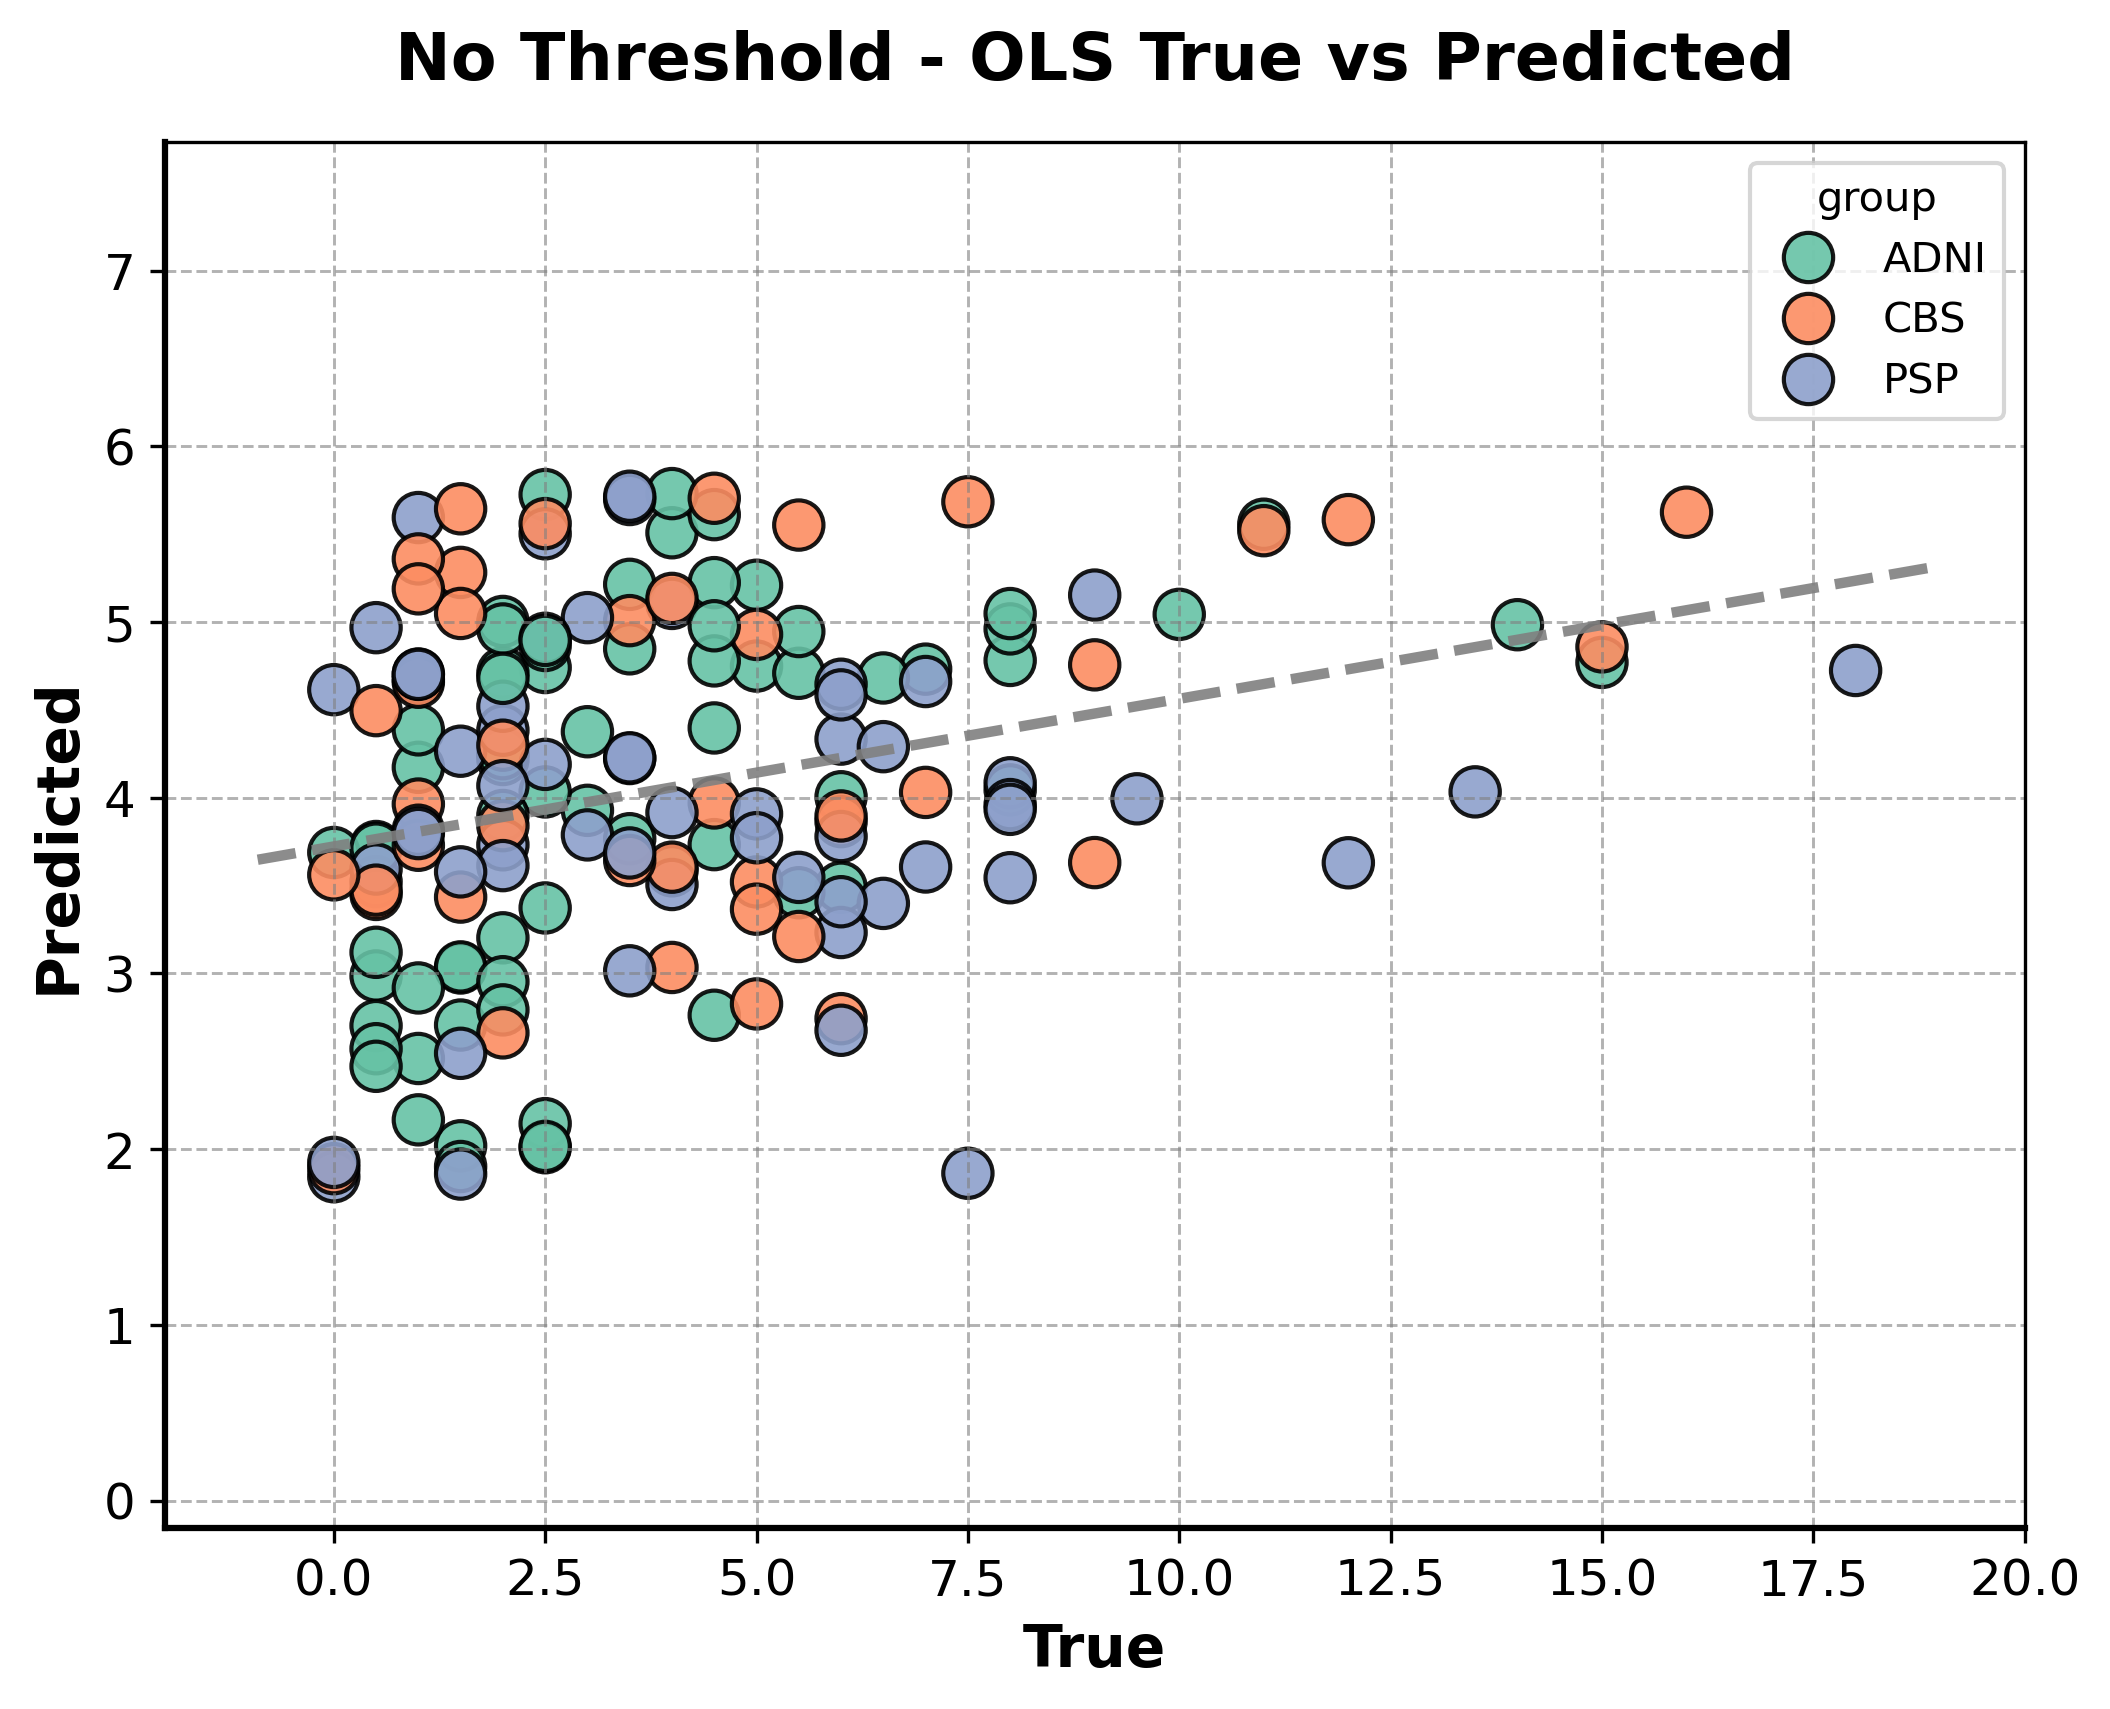 No Threshold - OLS True vs Predicted
group
ADNI
CBS
PSP
Predicted
7
6
5
4
3
2
1
0
0.0 2.5 5.0 7.5 10.0 12.5 15.0 17.5 20.0
True